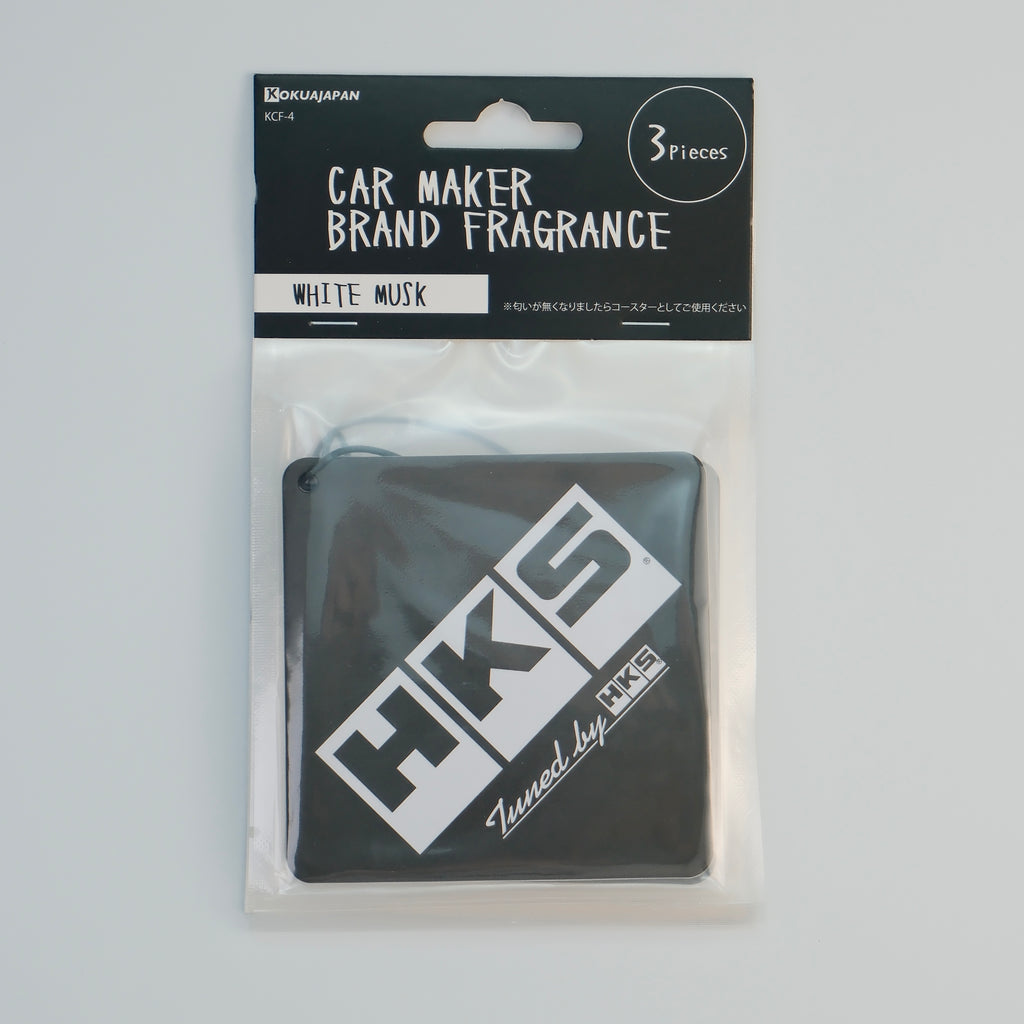 KOKUAJAPAN
KCF-4
3Pieces
CAR MAKER
BRAND FRAGRANCE
WHITE MUSK
※匂いが無くなりましたらコースターとしてご使用ください
HKS®
Tuned by HKS®